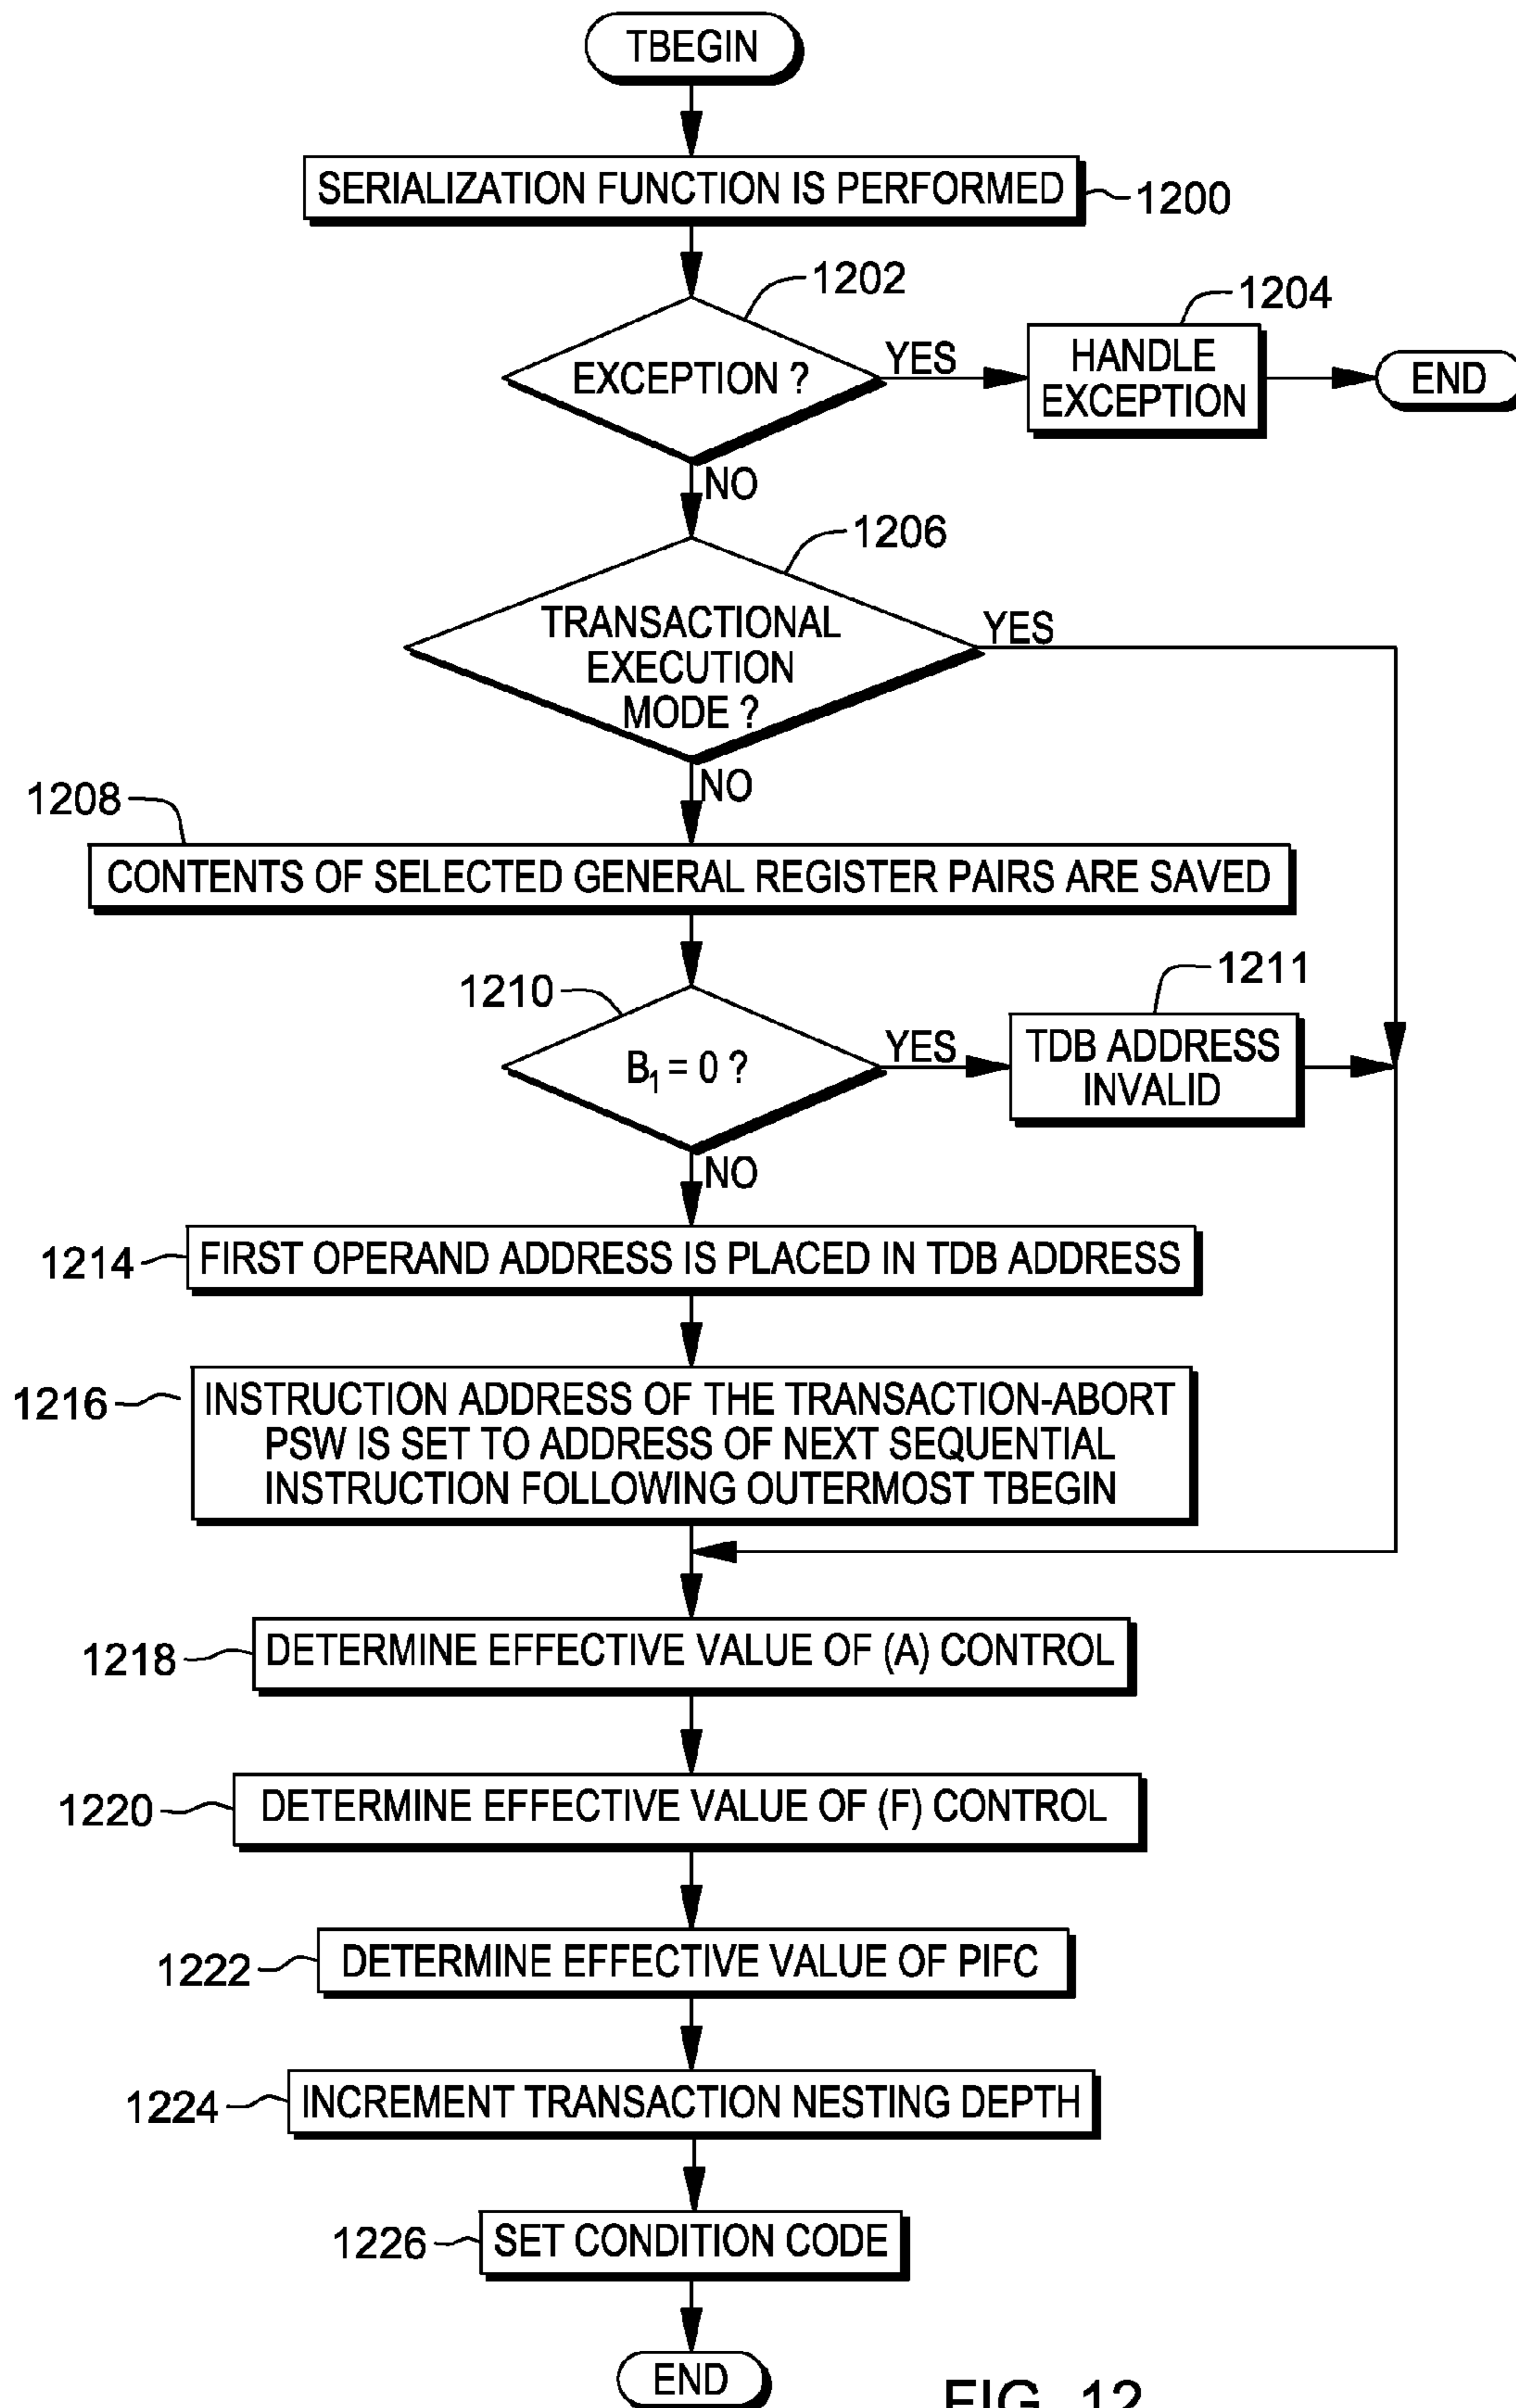 TBEGIN
SERIALIZATION FUNCTION IS PERFORMED
1200
1202
EXCEPTION ?
YES
1204
HANDLE
EXCEPTION
END
NO
1206
TRANSACTIONAL
EXECUTION
MODE ?
YES
NO
1208
CONTENTS OF SELECTED GENERAL REGISTER PAIRS ARE SAVED
1210
B₁ = 0 ?
YES
1211
TDB ADDRESS
INVALID
NO
1214
FIRST OPERAND ADDRESS IS PLACED IN TDB ADDRESS
1216
INSTRUCTION ADDRESS OF THE TRANSACTION-ABORT
PSW IS SET TO ADDRESS OF NEXT SEQUENTIAL
INSTRUCTION FOLLOWING OUTERMOST TBEGIN
1218
DETERMINE EFFECTIVE VALUE OF (A) CONTROL
1220
DETERMINE EFFECTIVE VALUE OF (F) CONTROL
1222
DETERMINE EFFECTIVE VALUE OF PIFC
1224
INCREMENT TRANSACTION NESTING DEPTH
1226
SET CONDITION CODE
END
FIG. 12